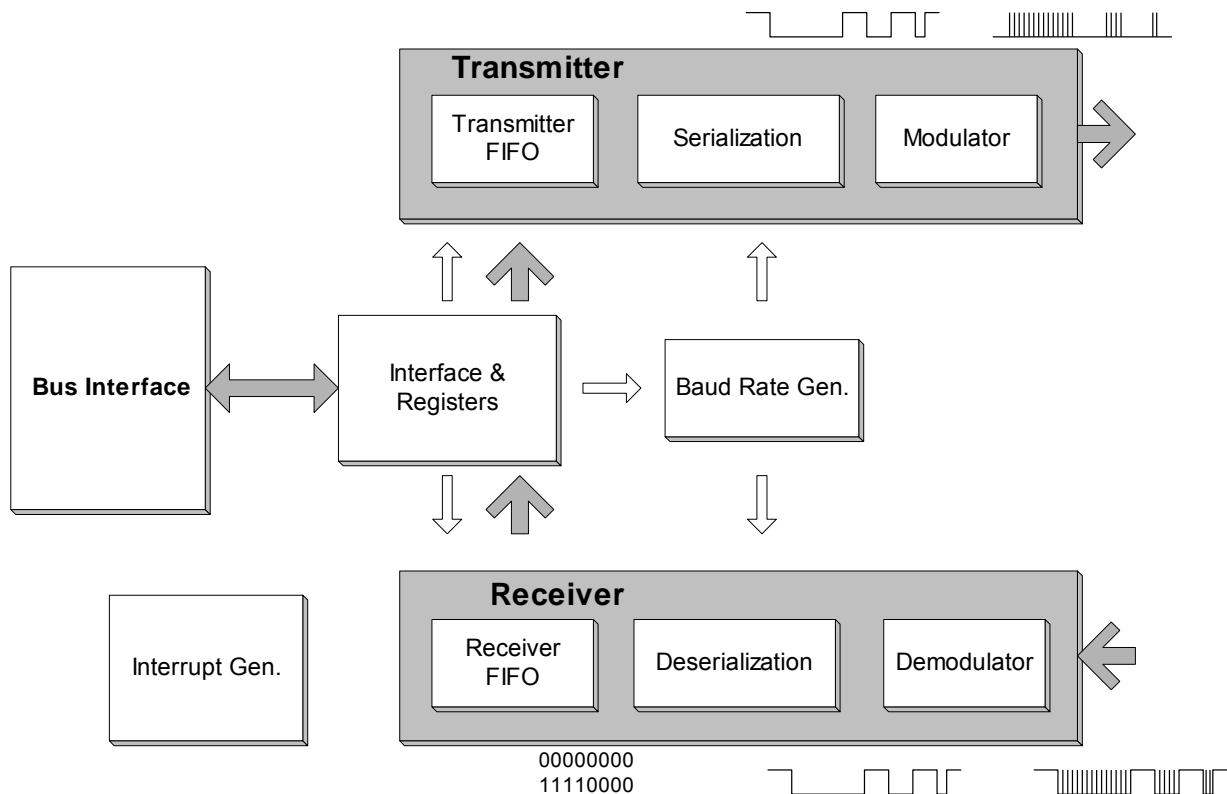 Transmitter
Transmitter
FIFO
Serialization
Modulator
Bus Interface
Interface &
Registers
Baud Rate Gen.
Interrupt Gen.
Receiver
Receiver
FIFO
Deserialization
Demodulator
00000000
11110000